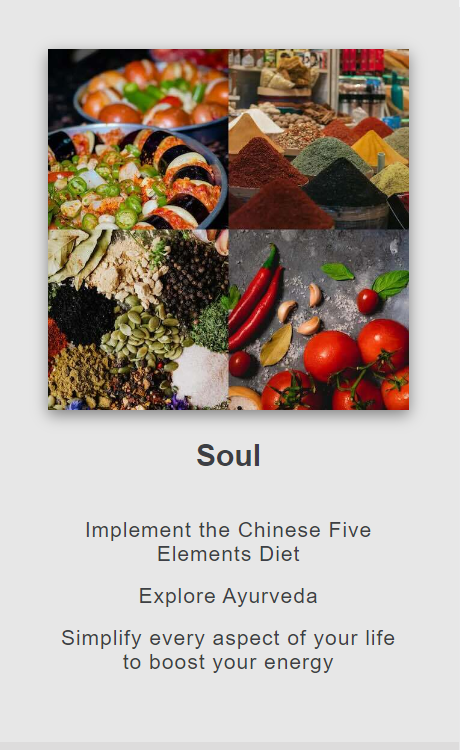 Soul
Implement the Chinese Five
Elements Diet
Explore Ayurveda
Simplify every aspect of your life
to boost your energy